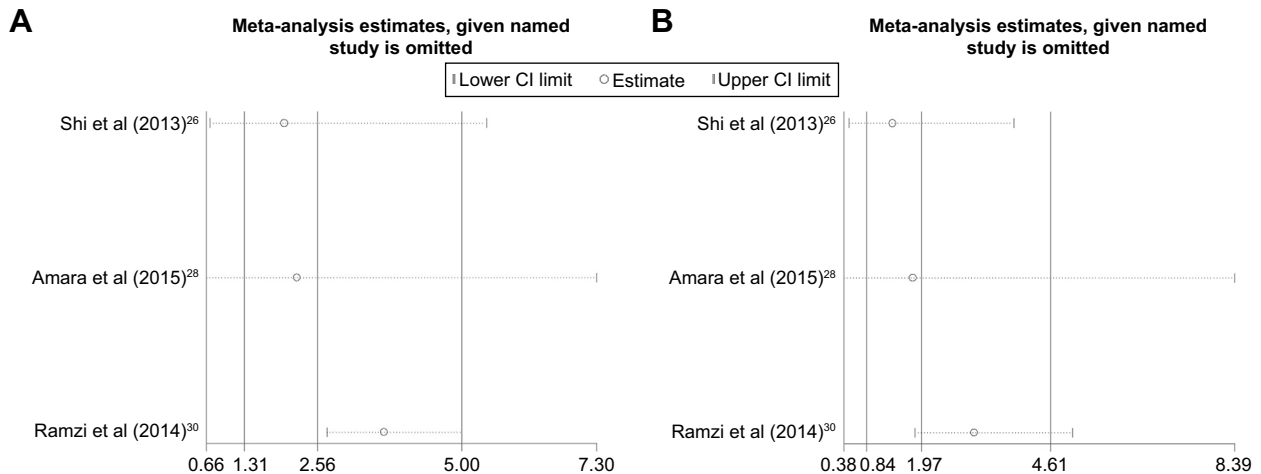 A
Meta-analysis estimates, given named
study is omitted
B
Meta-analysis estimates, given named
study is omitted
Lower CI limit Estimate Upper CI limit
Shi et al (2013)26
Amara et al (2015)28
Ramzi et al (2014)30
0.66 1.31 2.56 5.00 7.30
Shi et al (2013)26
Amara et al (2015)28
Ramzi et al (2014)30
0.38 0.84 1.97 4.61 8.39